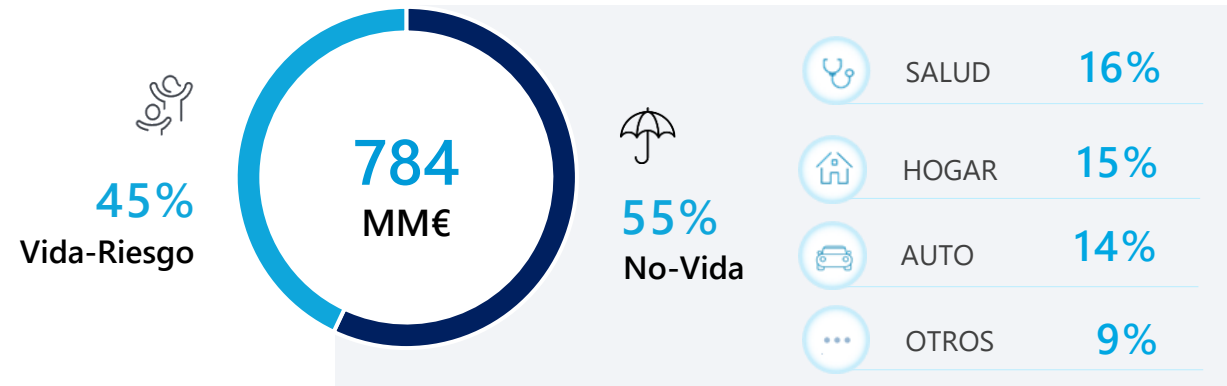 45%
Vida-Riesgo
784
MM€
55%
No-Vida
SALUD 16%
HOGAR 15%
AUTO 14%
OTROS 9%